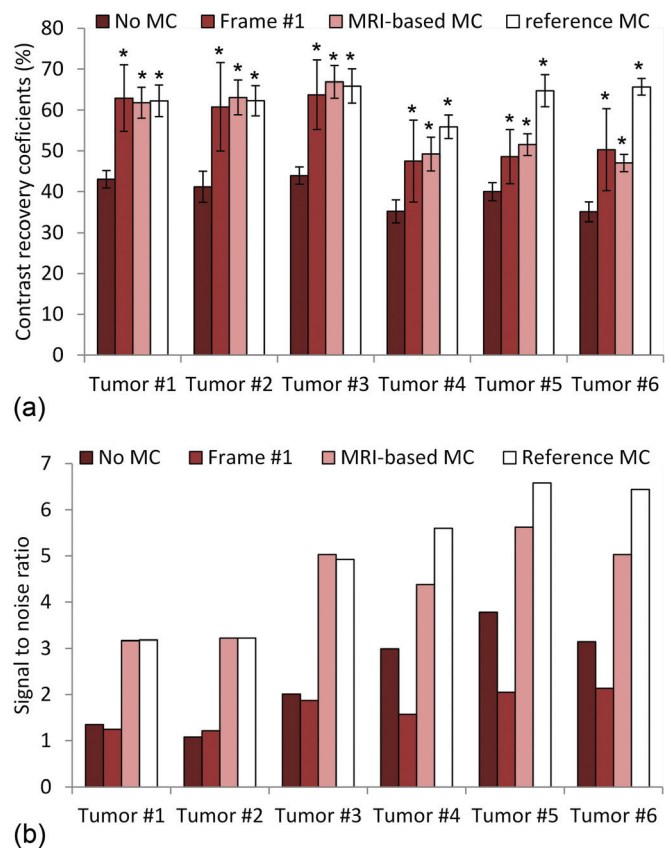 No MC Frame #1 MRI-based MC reference MC
Contrast recovery coeficients (%)
80
70
60
50
40
30
20
10
0
* * * * * * * * * * * * * * * * * *
Tumor #1 Tumor #2 Tumor #3 Tumor #4 Tumor #5 Tumor #6
(a)
No MC Frame #1 MRI-based MC Reference MC
Signal to noise ratio
7
6
5
4
3
2
1
0
Tumor #1 Tumor #2 Tumor #3 Tumor #4 Tumor #5 Tumor #6
(b)